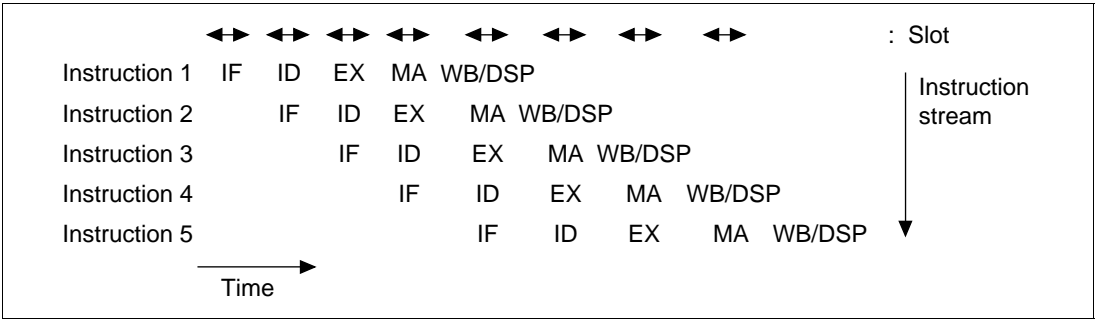 : Slot
Instruction 1 IF ID EX MA WB/DSP
Instruction 2 IF ID EX MA WB/DSP
Instruction 3 IF ID EX MA WB/DSP
Instruction 4 IF ID EX MA WB/DSP
Instruction 5 IF ID EX MA WB/DSP
Instruction
stream
Time